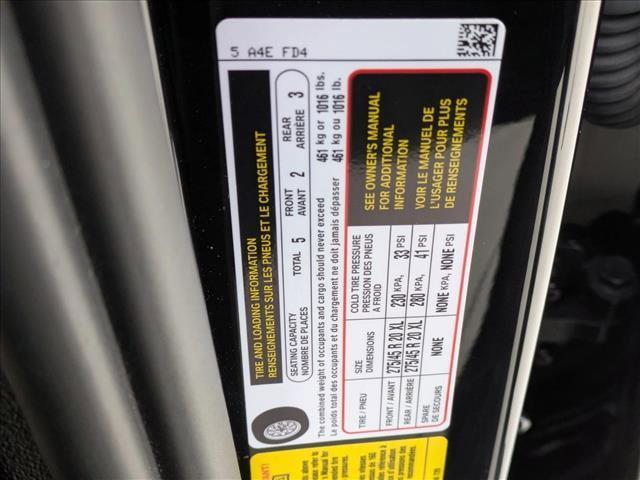 5 A4E FD4
TIRE AND LOADING INFORMATION
RENSEIGNEMENTS SUR LES PNEUS ET LE CHARGEMENT
SEATING CAPACITY
NOMBRE DE PLACES
TOTAL 5
FRONT
AVANT 2
REAR
ARRIÈRE 3
The combined weight of occupants and cargo should never exceed 461 kg or 1016 lbs.
Le poids total des occupants et du chargement ne doit jamais dépasser 461 kg ou 1016 lb.
TIRE / PNEU
SIZE
DIMENSIONS
COLD TIRE PRESSURE
PRESSION DES PNEUS
À FROID
FRONT / AVANT 275/45 R 20 XL 230 KPA, 33 PSI
REAR / ARRIÈRE 275/45 R 20 XL 280 KPA, 41 PSI
SPARE
DE SECOURS
NONE
NONE KPA, NONE PSI
SEE OWNER'S MANUAL
FOR ADDITIONAL
INFORMATION
VOIR LE MANUEL DE
L'USAGER POUR PLUS
DE RENSEIGNEMENTS